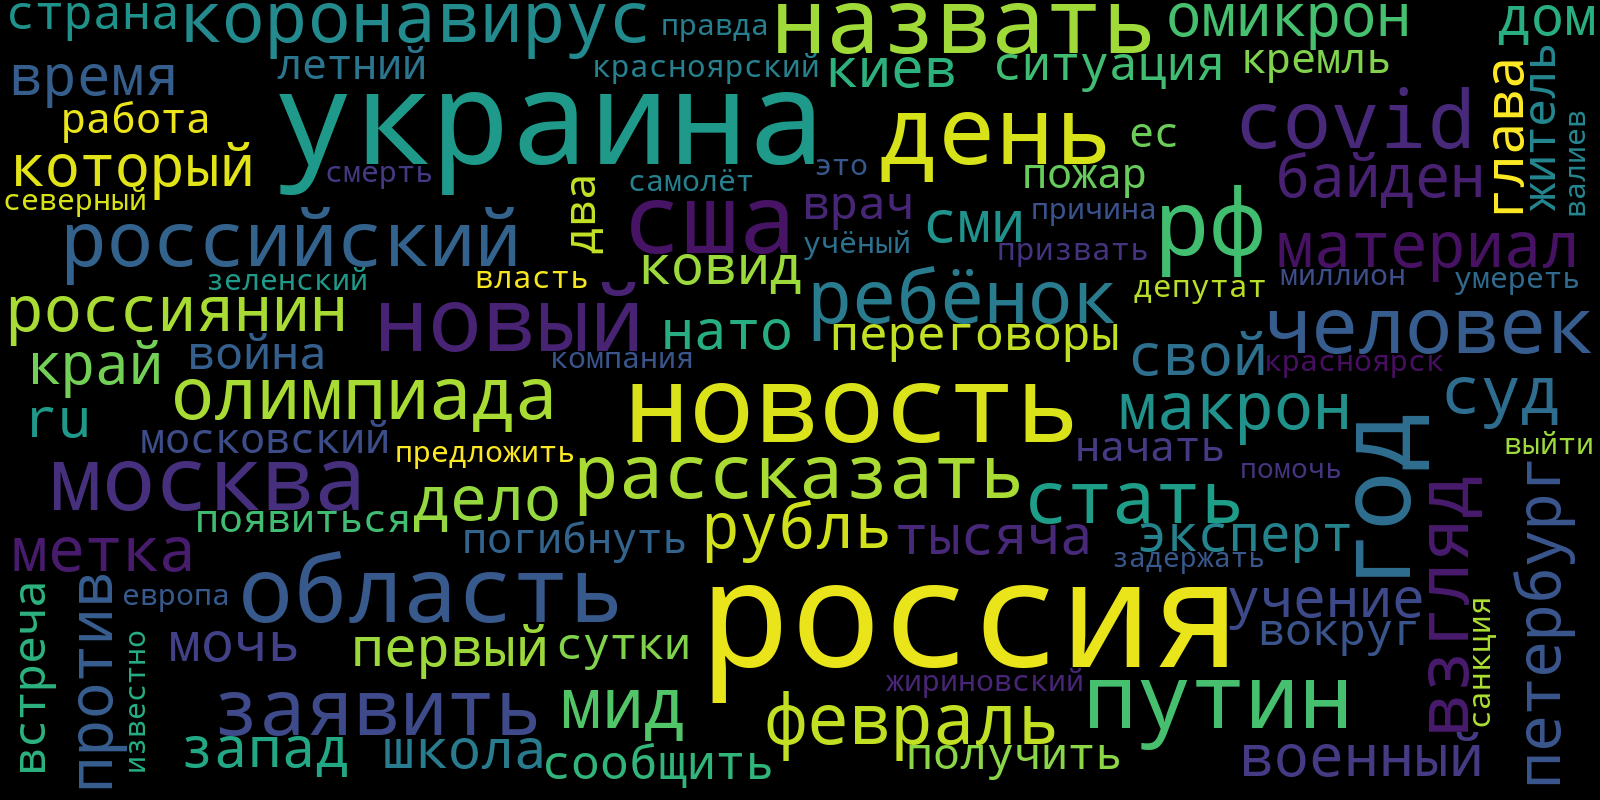 страна
коронавирус
правда
назвать
омикрон
дом
время
летний
красноярский
киев
ситуация
кремль
глава
житель
работа
украина
день
ес
covid
валиев
который
смерть
это
пожар
байден
северный
два
самолёт
сша
врач
сми
причина
рф
российский
учёный
призвать
материал
зеленский
власть
ковид
ребёнок
депутат
миллион
умереть
россиянин
новый
нато
переговоры
человек
край
война
компания
свой
красноярск
олимпиада
новость
макрон
суд
ru
московский
предложить
начать
год
выйти
москва
рассказать
помочь
дело
стать
взгляд
петербург
появиться
рубль
тысяча
эксперт
метка
погибнуть
задержать
встреча
против
европа
область
россия
учение
санкция
известно
мочь
первый
сутки
вокруг
заявить
мид
жириновский
путин
февраль
запад
школа
сообщить
получить
военный